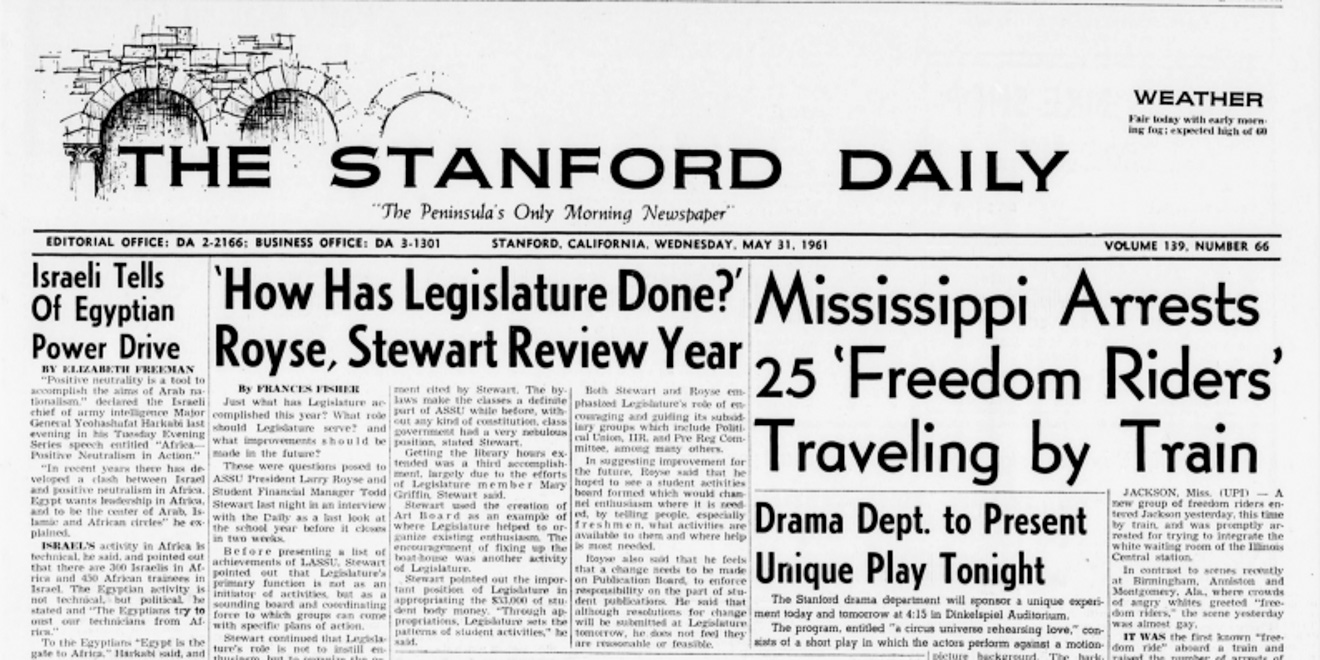 WEATHER
Fair today with early morn-
ing fog; expected high of 60
THE STANFORD DAILY
"The Peninsula's Only Morning Newspaper"
EDITORIAL OFFICE: DA 2-2166; BUSINESS OFFICE: DA 3-1301
STANFORD, CALIFORNIA, WEDNESDAY, MAY 31, 1961
VOLUME 139, NUMBER 66
Israeli Tells
Of Egyptian
Power Drive
BY ELIZABETH FREEMAN
"Positive neutrality is a tool to
accomplish the aims of Arab na-
tionalism," declared the Israeli
chief of army intelligence Major
General Yeohashafat Harkabi last
evening in his Tuesday Evening
Series speech entitled "Africa—
Positive Neutralism in Action."
"In recent years there has de-
veloped a clash between Israel
and positive neutralism in Africa.
Egypt wants leadership in Africa,
and to be the center of Arab, Is-
lamic and African circles" he ex-
plained.
ISRAEL'S activity in Africa is
technical, he said, and pointed out
that there are 300 Israelis in Af-
rica and 450 African trainees in
Israel. The Egyptian activity is
not technical, but political, he
stated and "The Egyptians try to
oust our technicians from Af-
rica."
To the Egyptians "Egypt is the
gate to Africa," Harkabi said, and
'How Has Legislature Done?'
Royse, Stewart Review Year
By FRANCES FISHER
Just what has Legislature ac-
complished this year? What role
should Legislature serve? and
what improvements should be
made in the future?
These were questions posed to
ASSU President Larry Royse and
Student Financial Manager Todd
Stewart last night in an interview
with the Daily as a last look at
the school year before it closes
in two weeks.
Before presenting a list of
achievements of LASSU, Stewart
pointed out that Legislature's
primary function is not as an
initiator of activities, but as a
sounding board and coordinating
force to which groups can come
with specific plans of action.
Stewart continued that Legisla-
ture's role is not to instill en-
ment cited by Stewart. The by-
laws make the classes a definite
part of ASSU while before, with-
out any kind of constitution, class
government had a very nebulous
position, stated Stewart.
Getting the library hours ex-
tended was a third accomplish-
ment, largely due to the efforts
of Legislature member Mary
Griffin, Stewart said.
Stewart used the creation of
Art Board as an example of
where Legislature helped to or-
ganize existing enthusiasm. The
encouragement of fixing up the
boathouse was another activity
of Legislature.
Stewart pointed out the impor-
tant position of Legislature in
appropriating the $33,000 of stu-
dent body money. "Through ap-
propriations, Legislature sets the
patterns of student activities," he
said.
Both Stewart and Royse em-
phasized Legislature's role of en-
couraging and guiding its subsid-
iary groups which include Politi-
cal Union, IIR, and Pre Reg Com-
mittee, among many others.
In suggesting improvement for
the future, Royse said that he
hoped to see a student activities
board formed which would chan-
nel enthusiasm where it is need-
ed, by telling people, especially
freshmen, what activities are
available to them and where help
is most needed.
Royse also said that he feels
that a change needs to be made
on Publication Board, to enforce
responsibility on the part of stu-
dent publications. He said that
although resolutions for change
will be submitted at Legislature
tomorrow, he does not feel they
are reasonable or feasible.
Mississippi Arrests
25 'Freedom Riders'
Traveling by Train
Drama Dept. to Present
Unique Play Tonight
The Stanford drama department will sponsor a unique experi-
ment today and tomorrow at 4:15 in Dinkelspiel Auditorium.
The program, entitled "a circus universe rehearsing love," con-
sists of a short play in which the actors perform against a motion-
picture background. The back-
JACKSON, Miss. (UPI) — A
new group of freedom riders en-
tered Jackson yesterday, this time
by train, and was promptly ar-
rested for trying to integrate the
white waiting room of the Illinois
Central station.
In contrast to scenes recently
at Birmingham, Anniston and
Montgomery, Ala., where crowds
of angry whites greeted "free-
dom riders," the scene yesterday
was almost gay.
IT WAS the first known "free-
dom ride" aboard a train and
raised the number of arrests of